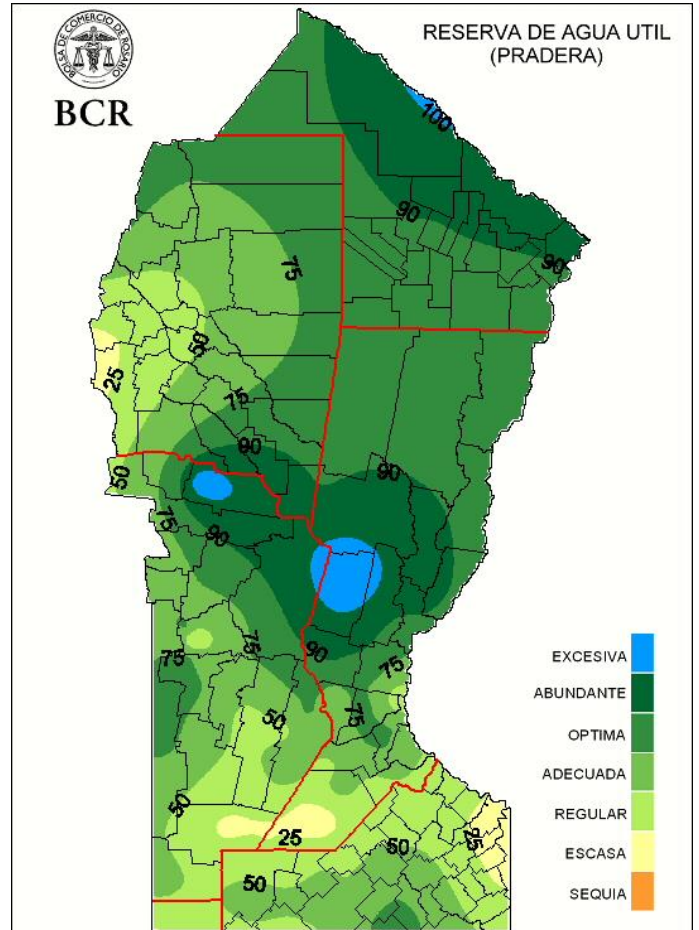 BOLSA DE COMERCIO DE ROSARIO
BCR
RESERVA DE AGUA UTIL
(PRADERA)
100
90
90
75
50
25
75
90
50
90
75
90
90
75
75
75
50
75
50
25
50
25
50
EXCESIVA
ABUNDANTE
OPTIMA
ADECUADA
REGULAR
ESCASA
SEQUIA